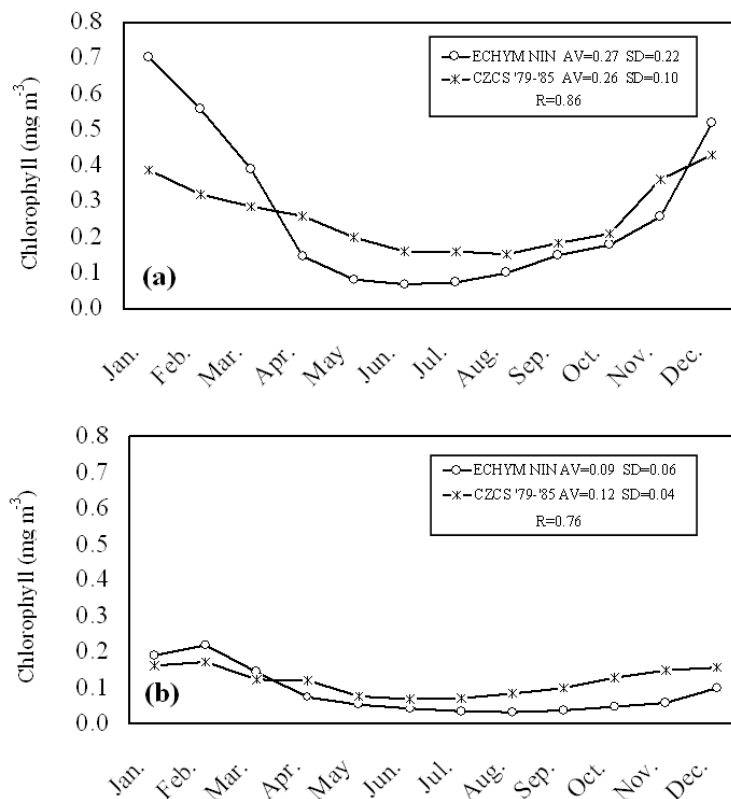 0.8
0.7
0.6
0.5
0.4
0.3
0.2
0.1
0.0
Chlorophyll (mg m-3)
ECHYM NIN AV=0.27 SD=0.22
CZCS '79-'85 AV=0.26 SD=0.10
R=0.86
(a)
Jan. Feb. Mar. Apr. May Jun. Jul. Aug. Sep. Oct. Nov. Dec.
0.8
0.7
0.6
0.5
0.4
0.3
0.2
0.1
0.0
Chlorophyll (mg m-3)
ECHYM NIN AV=0.09 SD=0.06
CZCS '79-'85 AV=0.12 SD=0.04
R=0.76
(b)
Jan. Feb. Mar. Apr. May Jun. Jul. Aug. Sep. Oct. Nov. Dec.